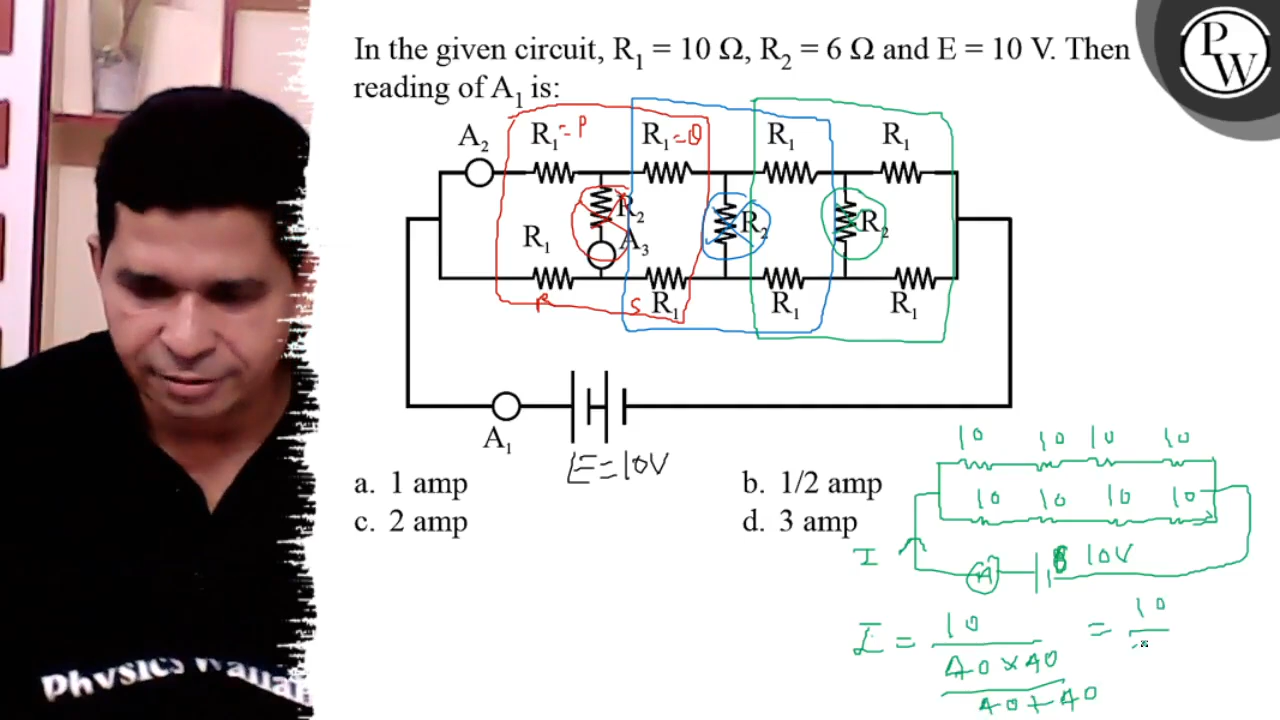 In the given circuit, R₁ = 10 Ω, R₂ = 6 Ω and E = 10 V. Then
reading of A₁ is:
PW
A₂ R₁ = P R₁ = Q R₁ R₁
R₂ R₂ R₂
R₁ A₃
S R₁ R₁ R₁
A₁
E = 10V
a. 1 amp b. 1/2 amp
c. 2 amp d. 3 amp
10 10 10 10
10 10 10 10
I A 10V
I = 10 = 10
40 × 40
40 + 40
Physics Walla